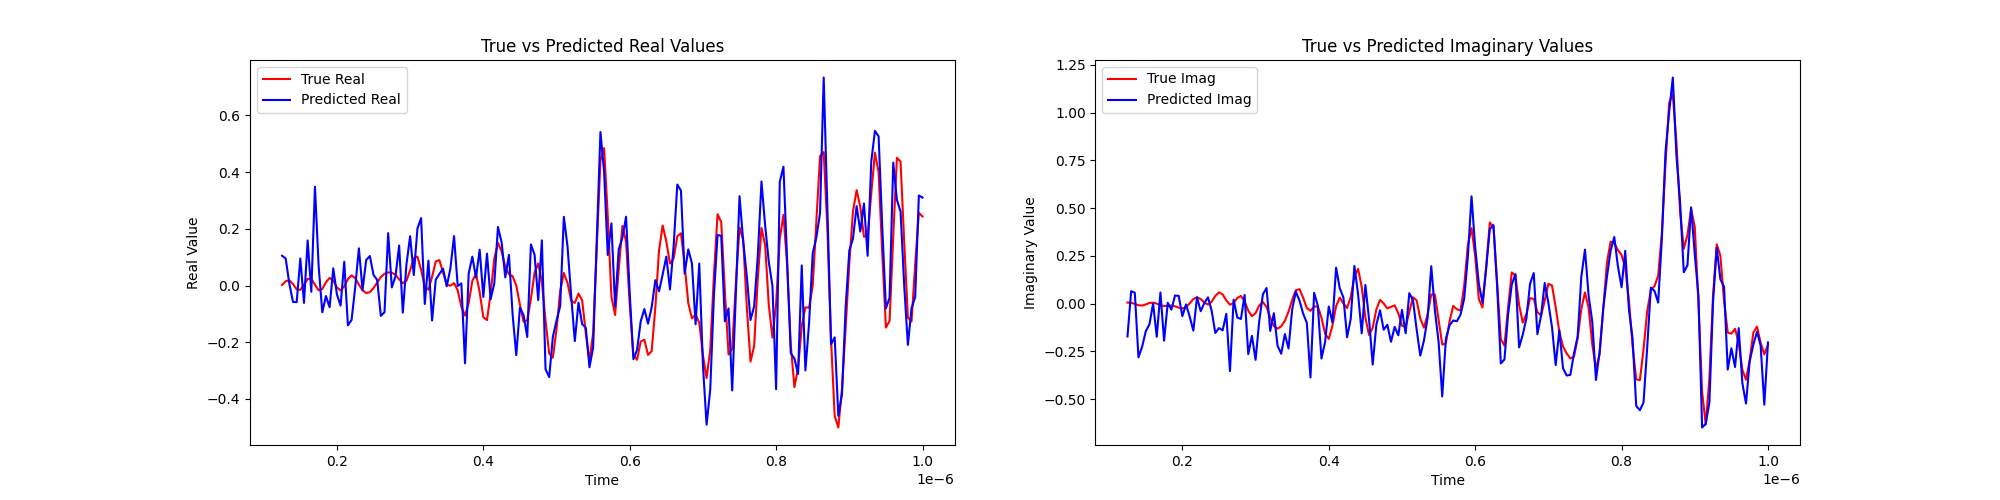 True vs Predicted Real Values
True Real
Predicted Real
Real Value
0.6
0.4
0.2
0.0
−0.2
−0.4
0.2
0.4
0.6
0.8
1.0
1e−6
Time
True vs Predicted Imaginary Values
True Imag
Predicted Imag
Imaginary Value
1.25
1.00
0.75
0.50
0.25
0.00
−0.25
−0.50
0.2
0.4
0.6
0.8
1.0
1e−6
Time